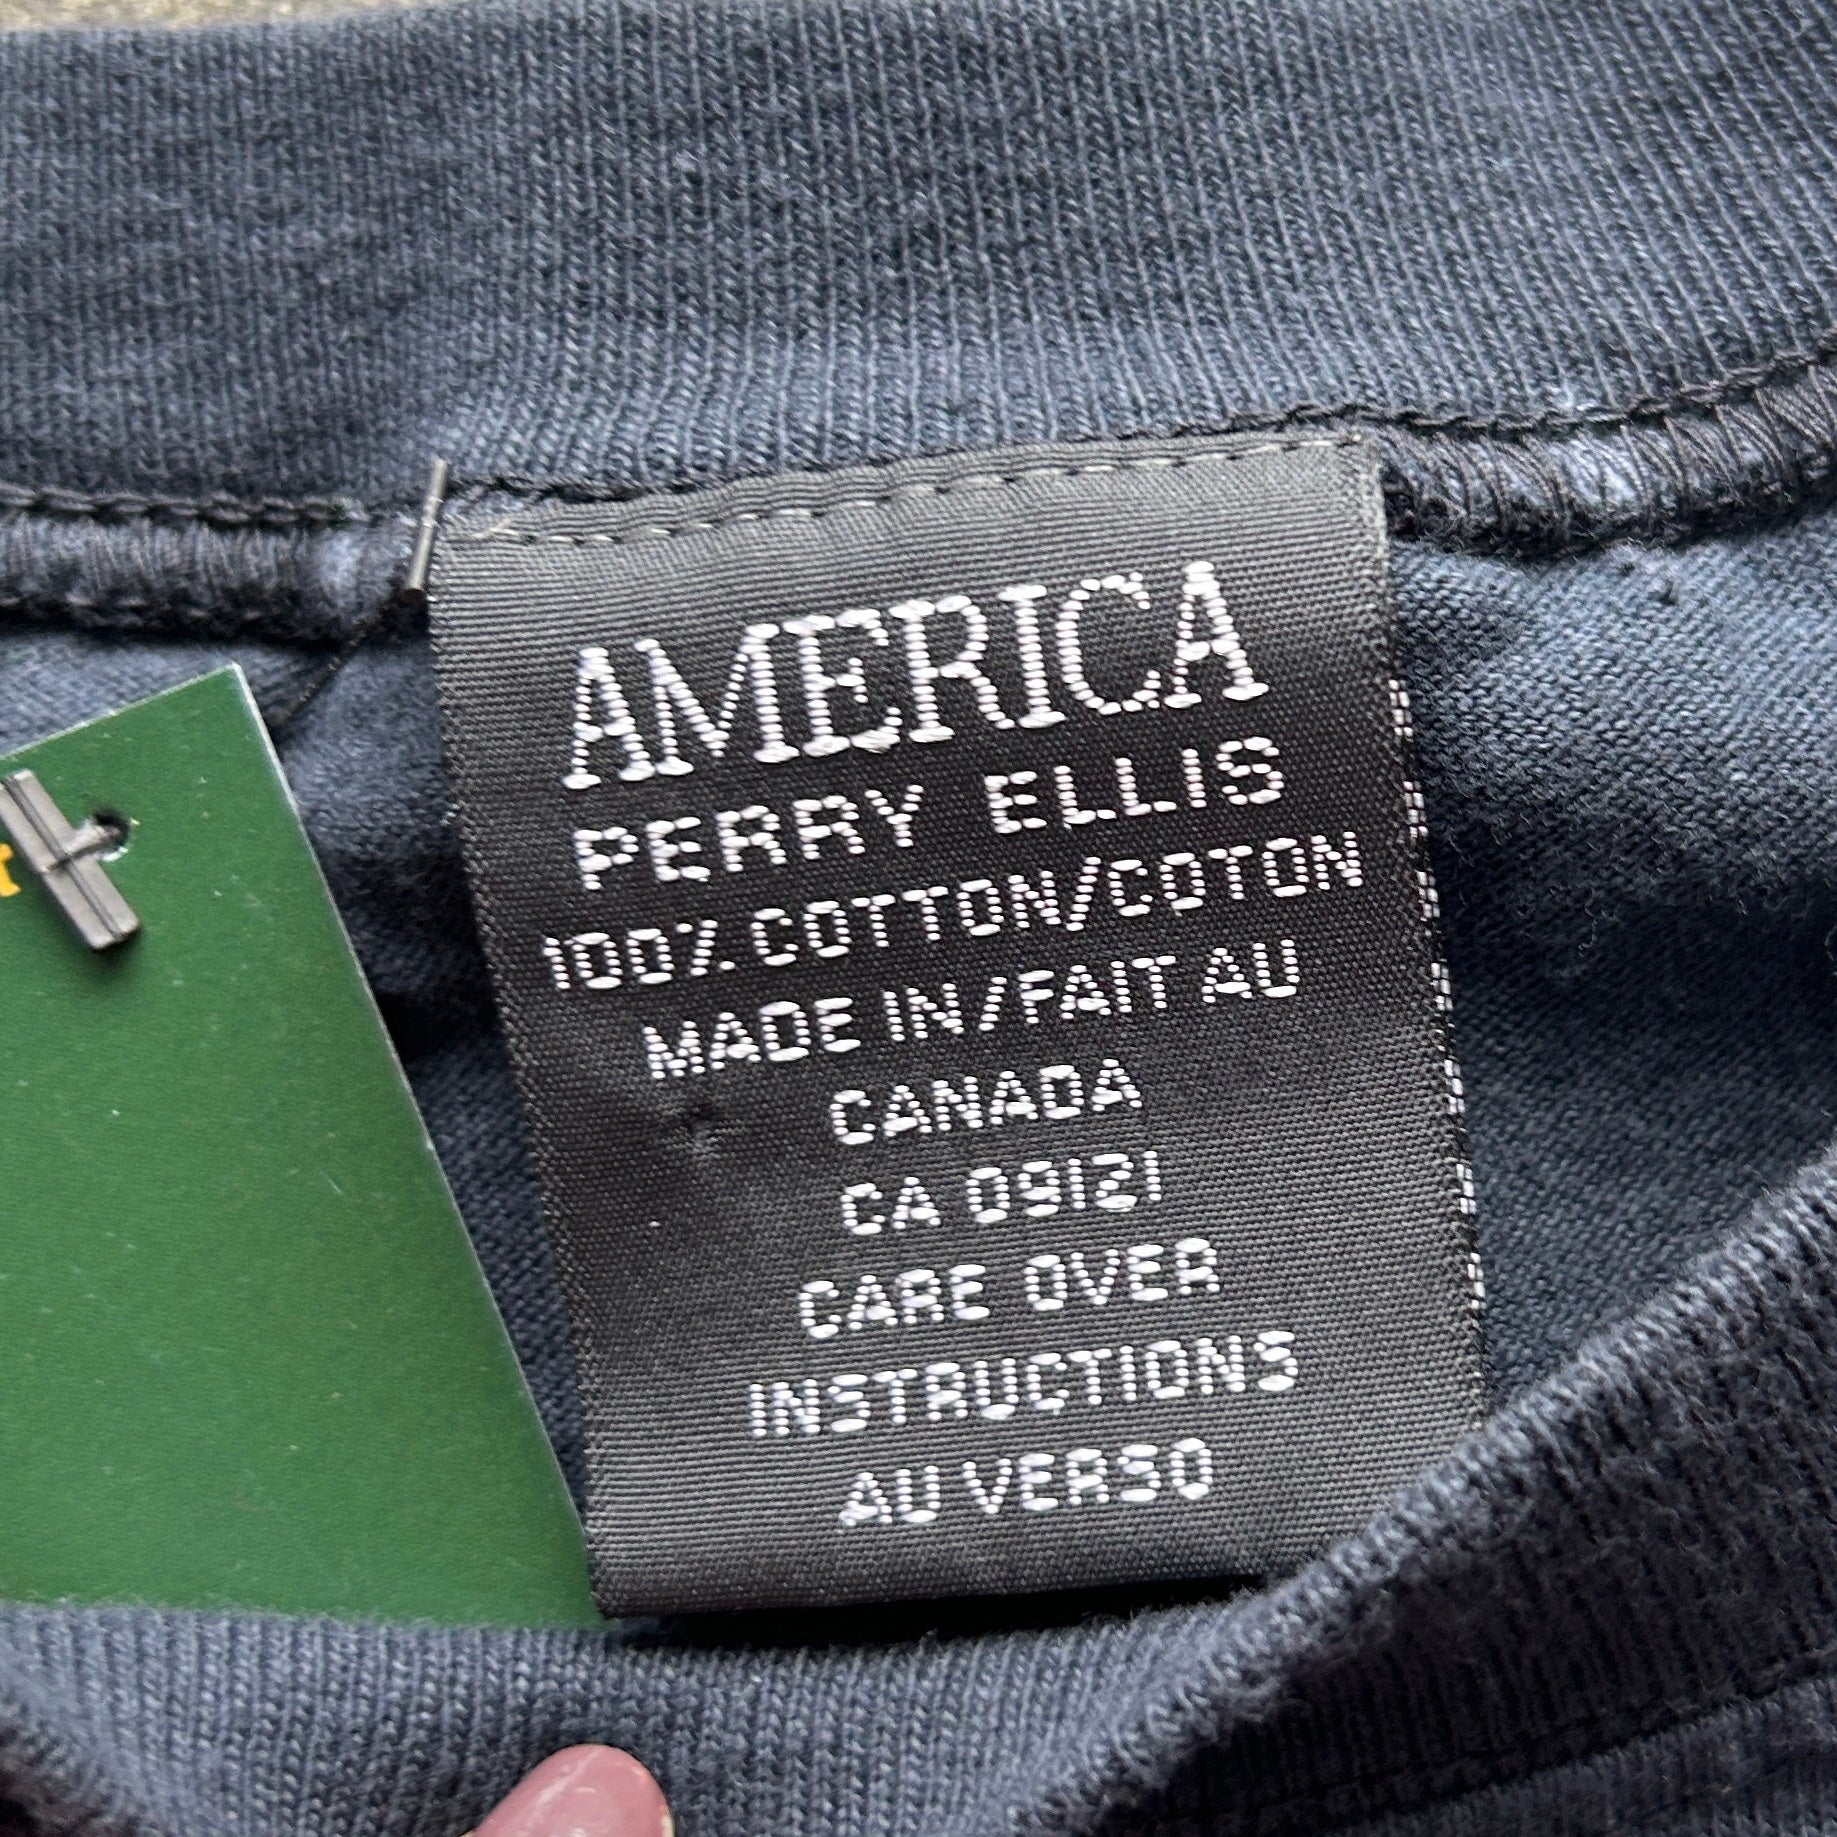 AMERICA
PERRY ELLIS
100% COTTON/COTON
MADE IN/FAIT AU
CANADA
CA 09121
CARE OVER
INSTRUCTIONS
AU VERSO